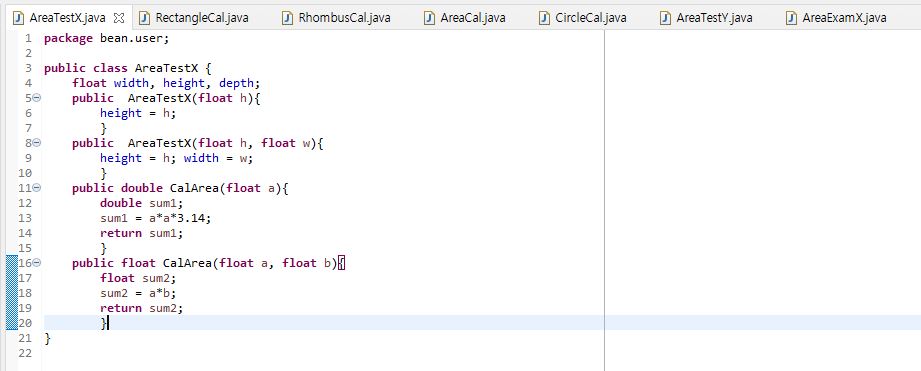 AreaTestX.java RectangleCal.java RhombusCal.java AreaCal.java CircleCal.java AreaTestY.java AreaExamX.java
1 package bean.user;
2
3 public class AreaTestX {
4 float width, height, depth;
5 public  AreaTestX(float h){
6 height = h;
7 }
8 public  AreaTestX(float h, float w){
9 height = h; width = w;
10 }
11 public double CalArea(float a){
12 double sum1;
13 sum1 = a*a*3.14;
14 return sum1;
15 }
16 public float CalArea(float a, float b){
17 float sum2;
18 sum2 = a*b;
19 return sum2;
20 }
21 }
22